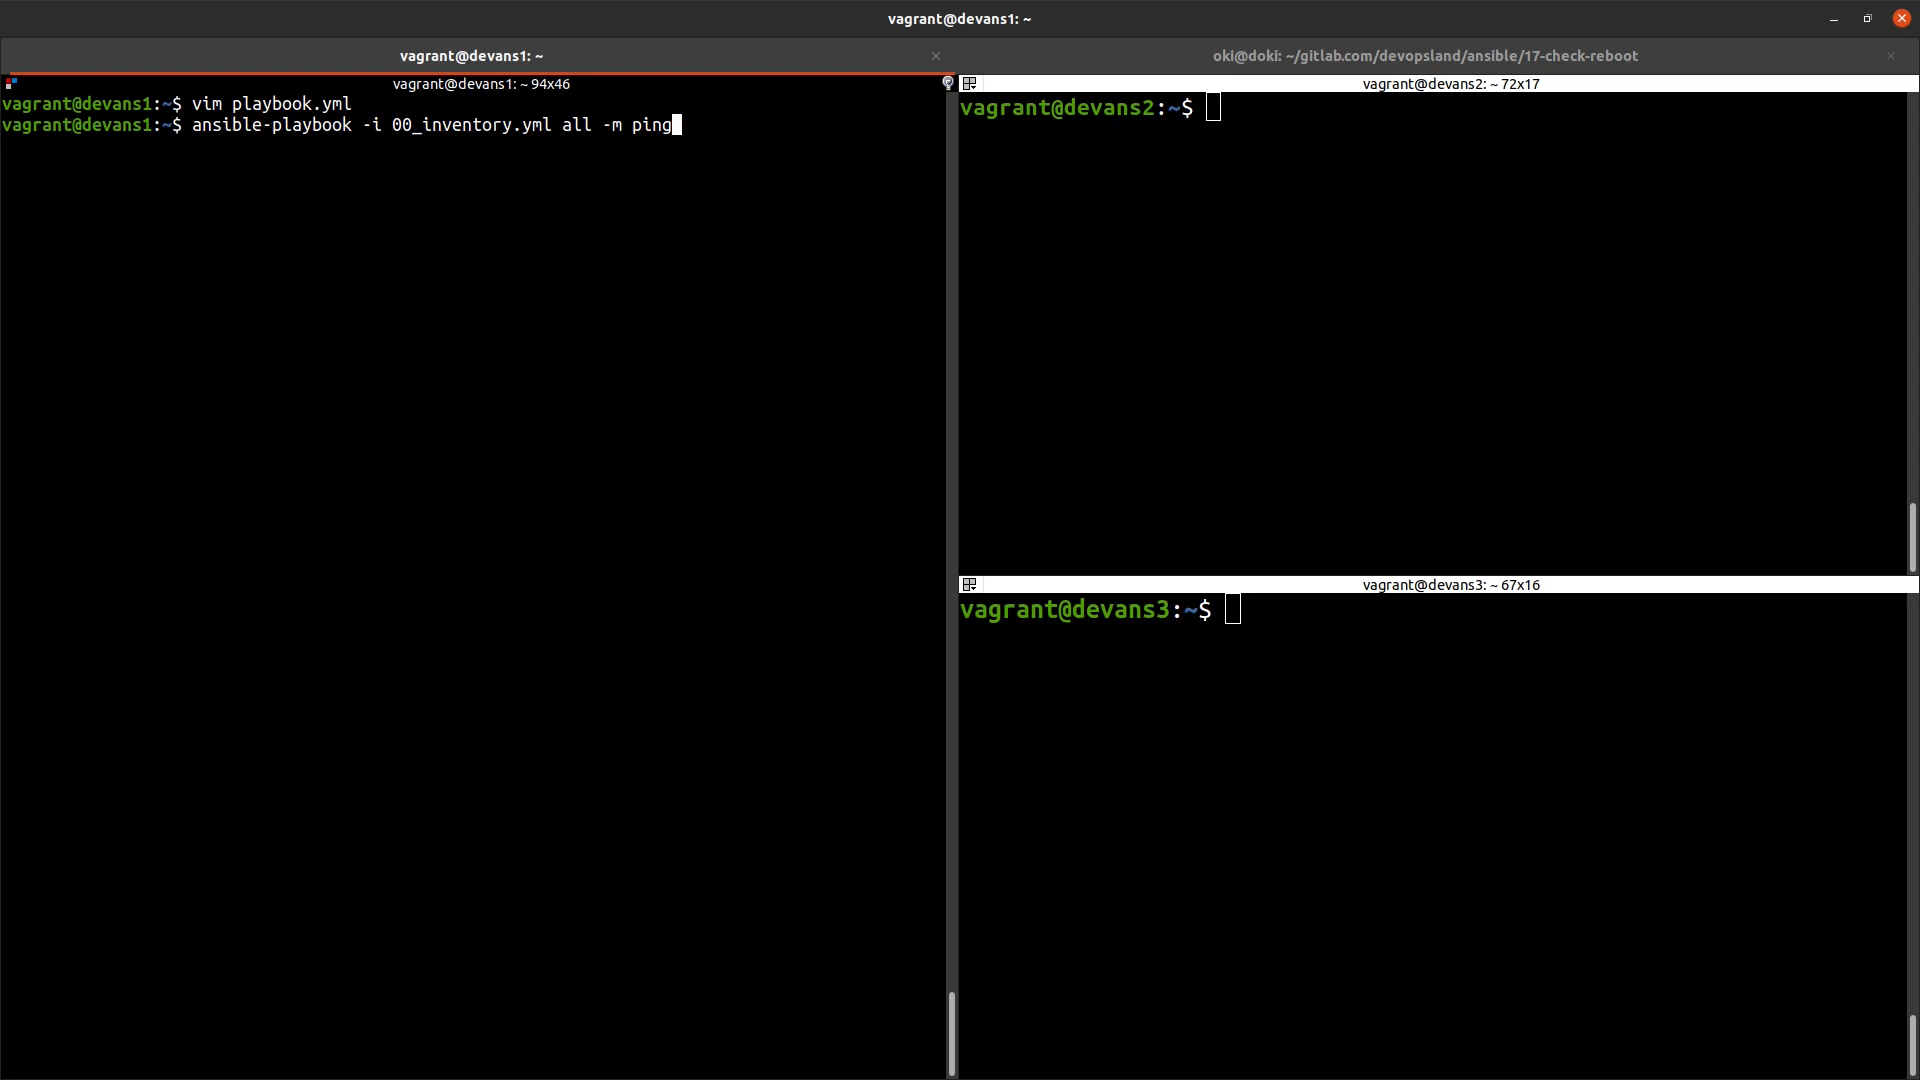 vagrant@devans1: ~
vagrant@devans1: ~
oki@doki: ~/gitlab.com/devopsland/ansible/17-check-reboot
vagrant@devans1: ~ 94x46
vagrant@devans1:~$ vim playbook.yml
vagrant@devans1:~$ ansible-playbook -i 00_inventory.yml all -m ping
vagrant@devans2: ~ 72x17
vagrant@devans2:~$
vagrant@devans3: ~ 67x16
vagrant@devans3:~$